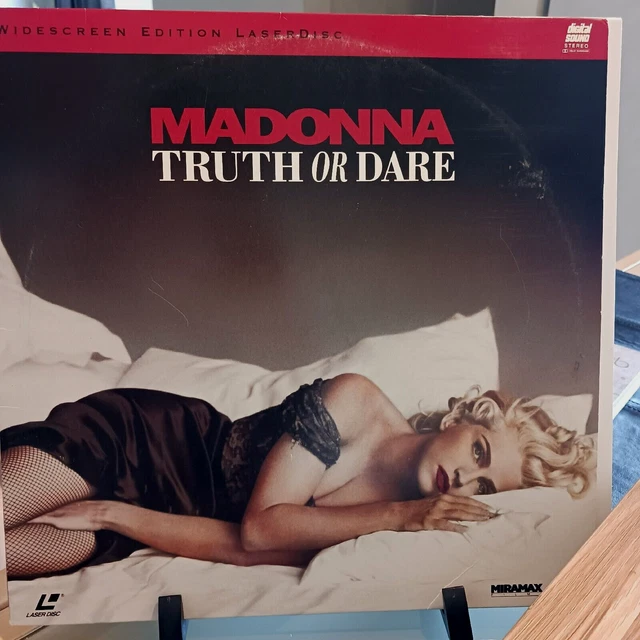 WIDESCREEN EDITION LASERDISC
digital
SOUND
STEREO
MADONNA
TRUTH OR DARE
LASER DISC
MIRAMAX